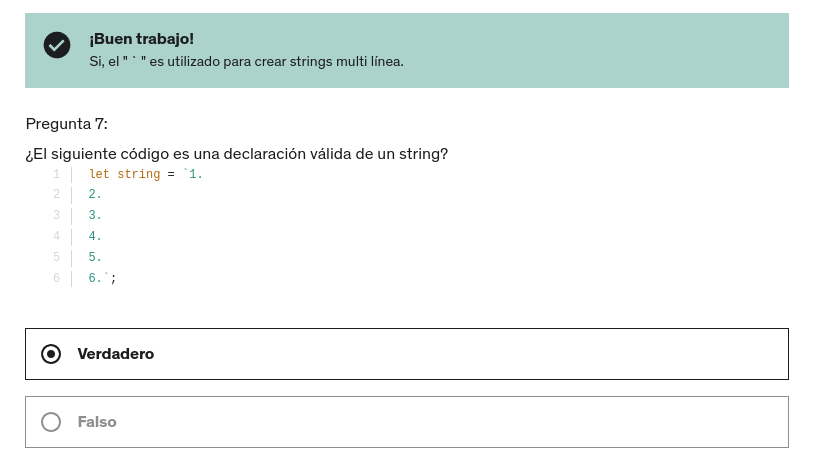 ¡Buen trabajo!
Si, el " ` " es utilizado para crear strings multi línea.
Pregunta 7:
¿El siguiente código es una declaración válida de un string?
1 let string = `1.
2 2.
3 3.
4 4.
5 5.
6 6.`;
Verdadero
Falso